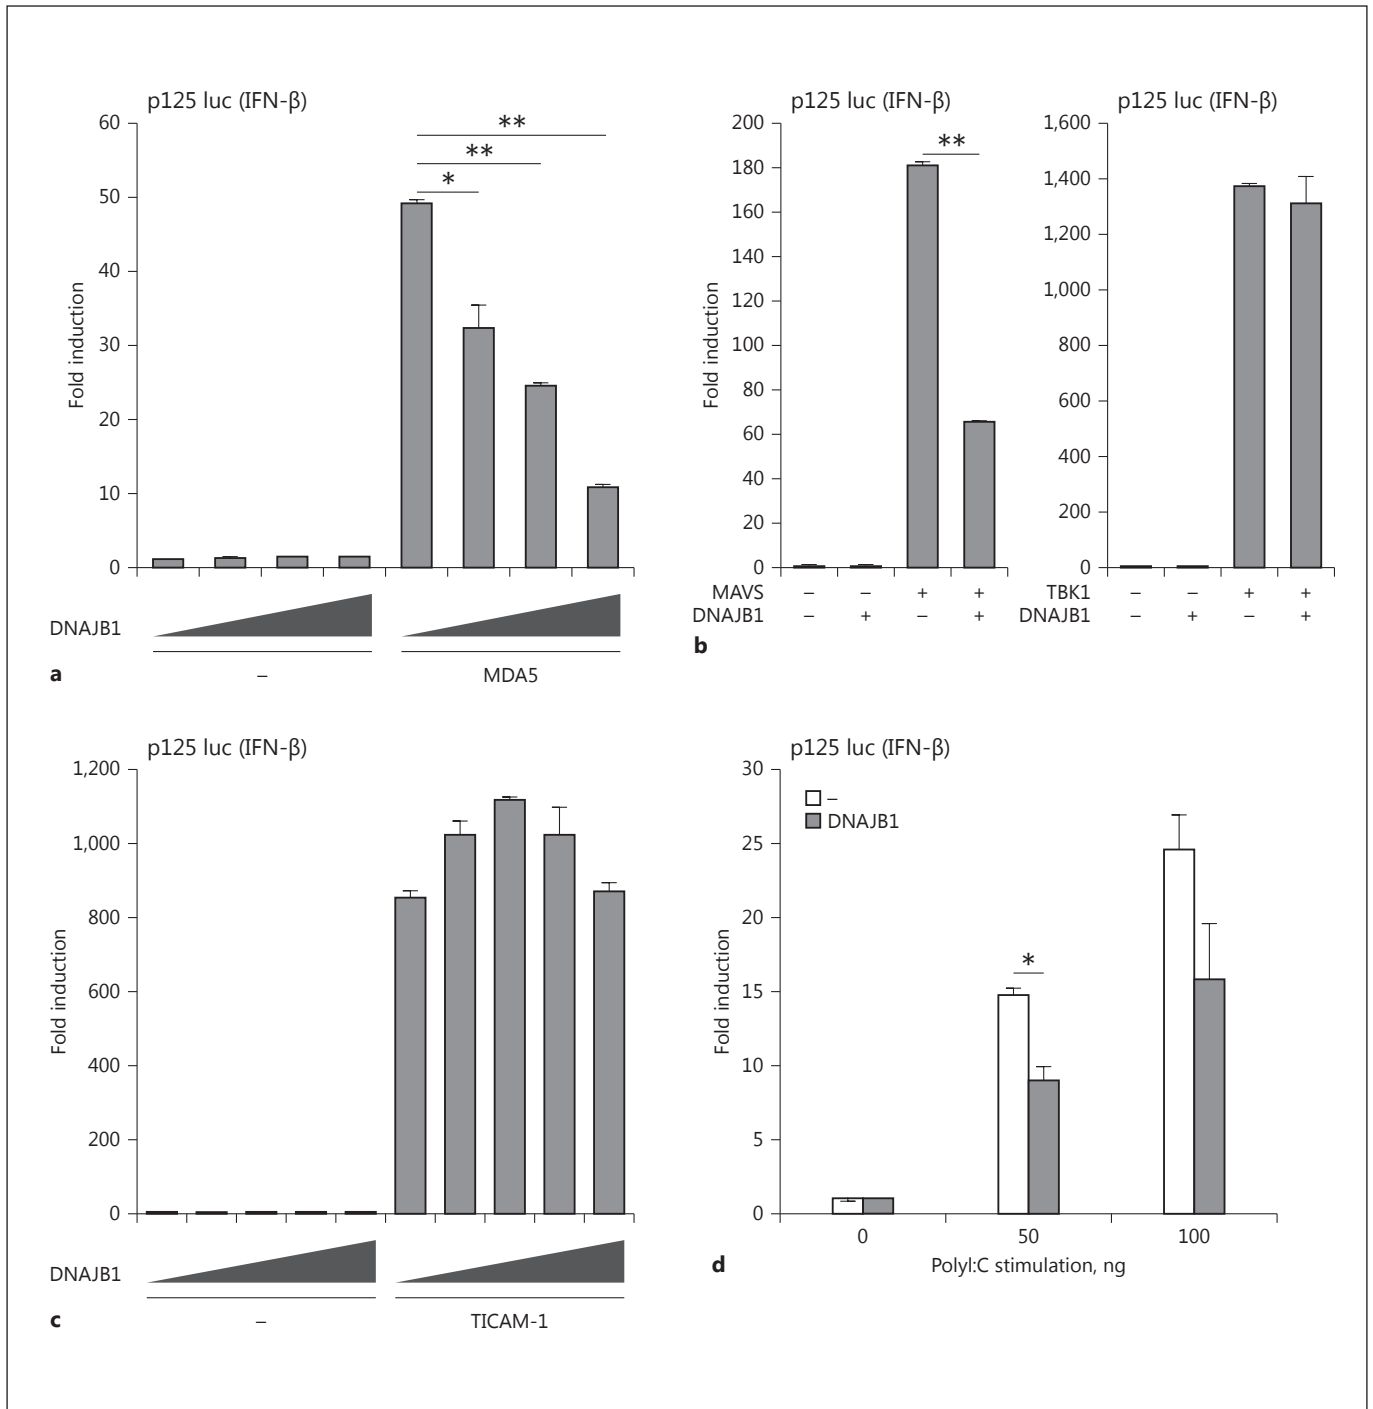 p125 luc (IFN-β)
60
50
40
30
20
10
0
Fold induction
**
**
*
DNAJB1
–
MDA5
a
p125 luc (IFN-β)
200
180
160
140
120
100
80
60
40
20
0
Fold induction
**
MAVS – – + +
DNAJB1 – + – +
b
p125 luc (IFN-β)
1,600
1,400
1,200
1,000
800
600
400
200
0
TBK1 – – + +
DNAJB1 – + – +
p125 luc (IFN-β)
1,200
1,000
800
600
400
200
0
Fold induction
DNAJB1
–
TICAM-1
c
p125 luc (IFN-β)
30
25
20
15
10
5
0
Fold induction
–
DNAJB1
*
0 50 100
PolyI:C stimulation, ng
d